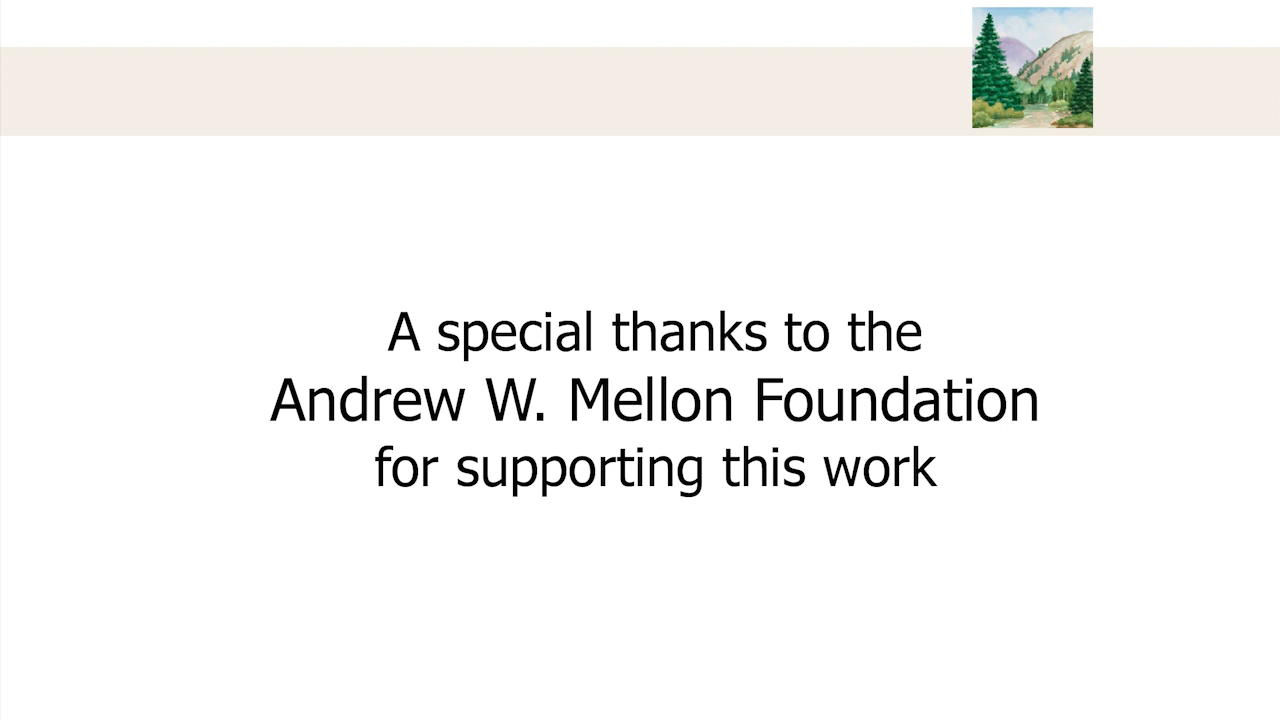 A special thanks to the
Andrew W. Mellon Foundation
for supporting this work